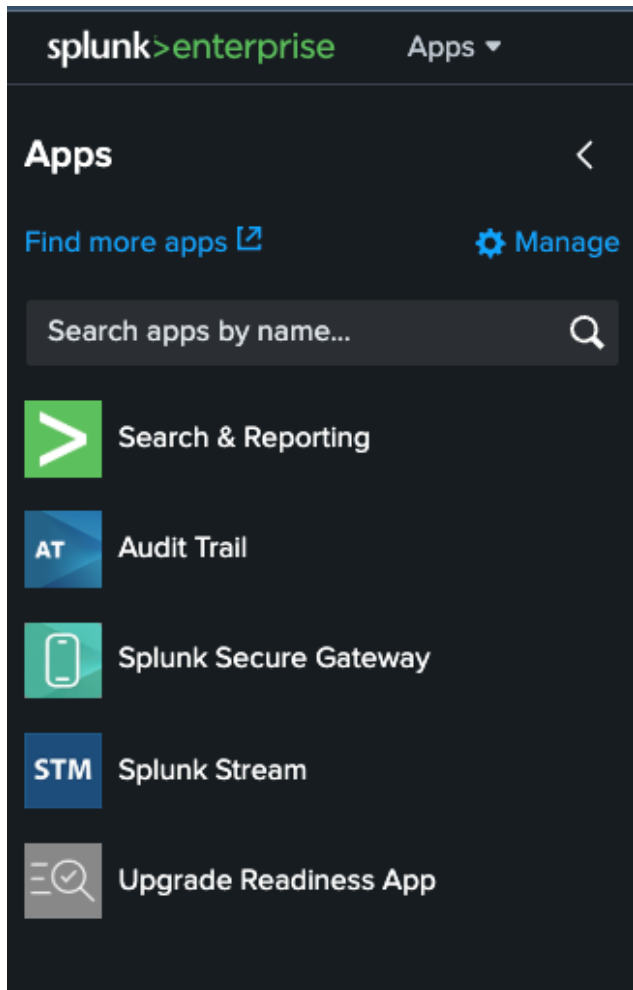 splunk>enterprise Apps
Apps
Find more apps Manage
Search apps by name...
Search & Reporting
AT Audit Trail
Splunk Secure Gateway
STM Splunk Stream
Upgrade Readiness App